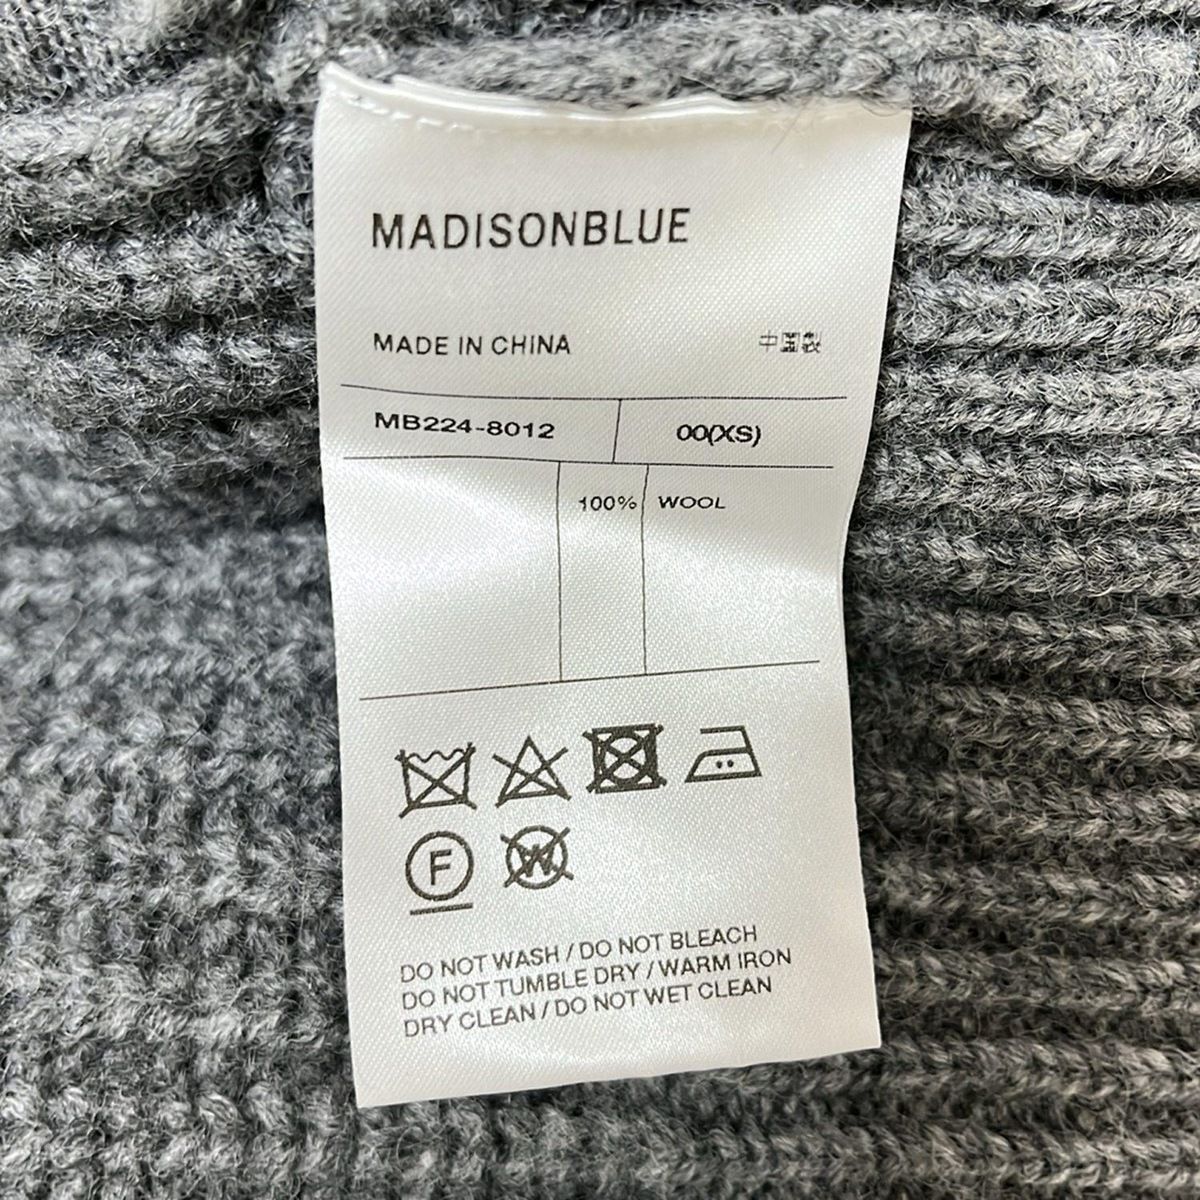 MADISONBLUE
MADE IN CHINA 中国製
MB224-8012 00(XS)
100% WOOL
F W
DO NOT WASH / DO NOT BLEACH
DO NOT TUMBLE DRY / WARM IRON
DRY CLEAN / DO NOT WET CLEAN